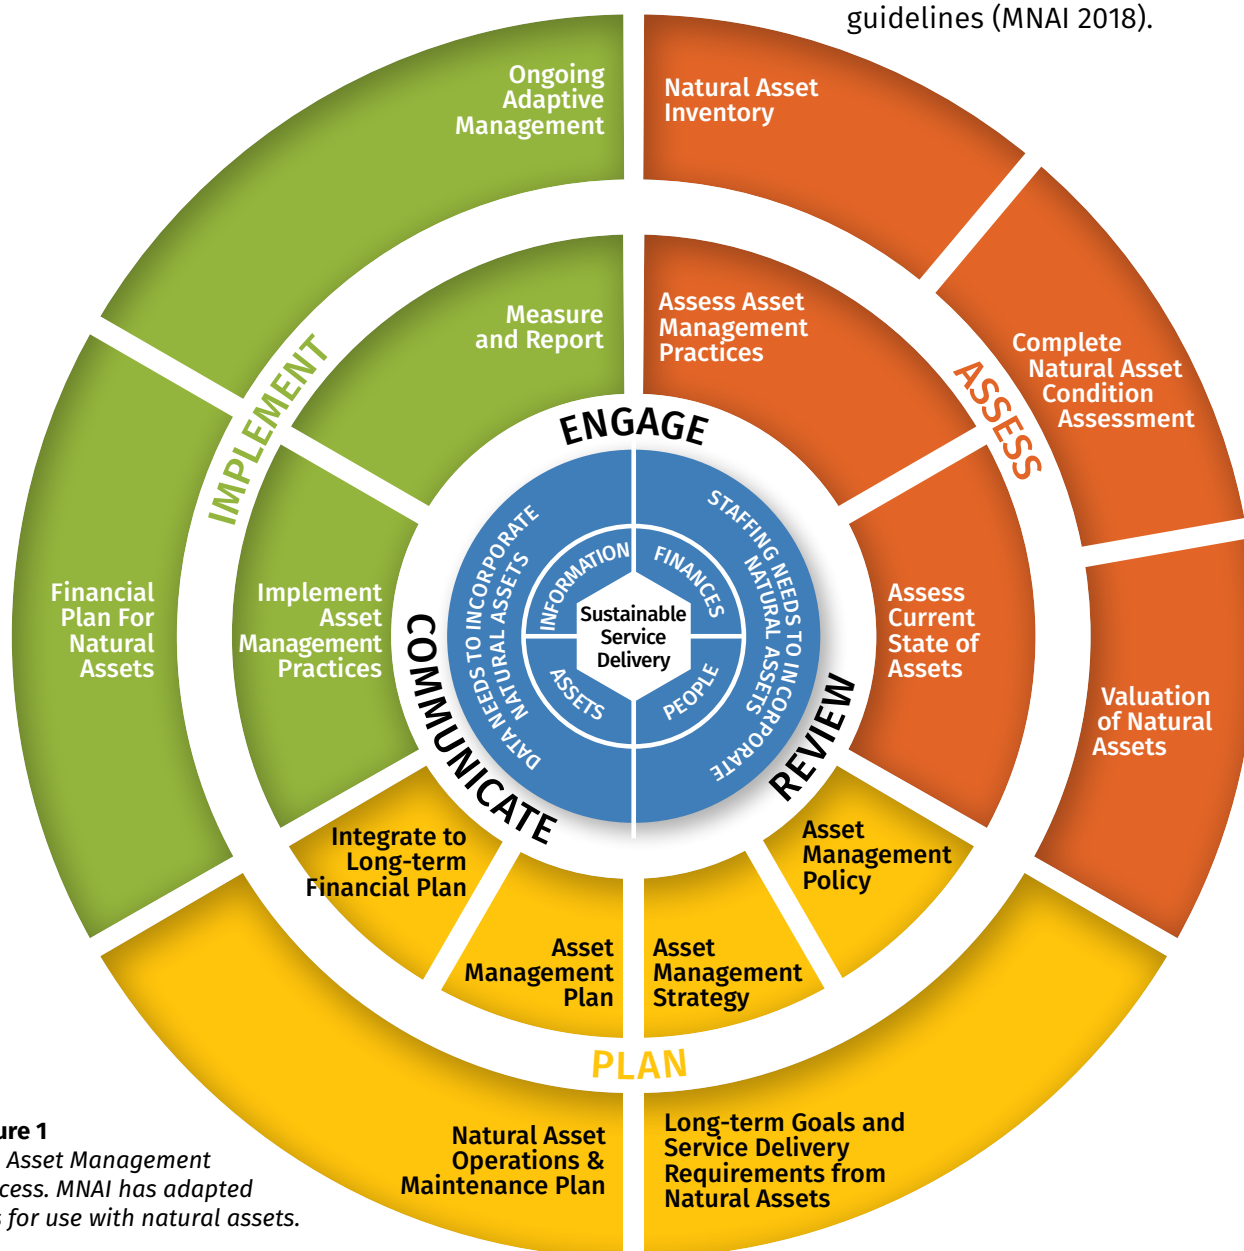 guidelines (MNAI 2018).
Ongoing
Adaptive
Management
Natural Asset
Inventory
Measure
and Report
Assess Asset
Management
Practices
Complete
Natural Asset
Condition
Assessment
IMPLEMENT
ASSESS
ENGAGE
Financial
Plan For
Natural
Assets
Implement
Asset
Management
Practices
COMMUNICATE
DATA NEEDS TO INCORPORATE
NATURAL ASSETS
INFORMATION
FINANCES
Sustainable
Service
Delivery
ASSETS
PEOPLE
STAFFING NEEDS TO INCORPORATE
NATURAL ASSETS
REVIEW
Assess
Current
State of
Assets
Valuation
of Natural
Assets
Integrate to
Long-term
Financial Plan
Asset
Management
Plan
Asset
Management
Strategy
Asset
Management
Policy
PLAN
Natural Asset
Operations &
Maintenance Plan
Long-term Goals and
Service Delivery
Requirements from
Natural Assets
ure 1
Asset Management
cess. MNAI has adapted
s for use with natural assets.